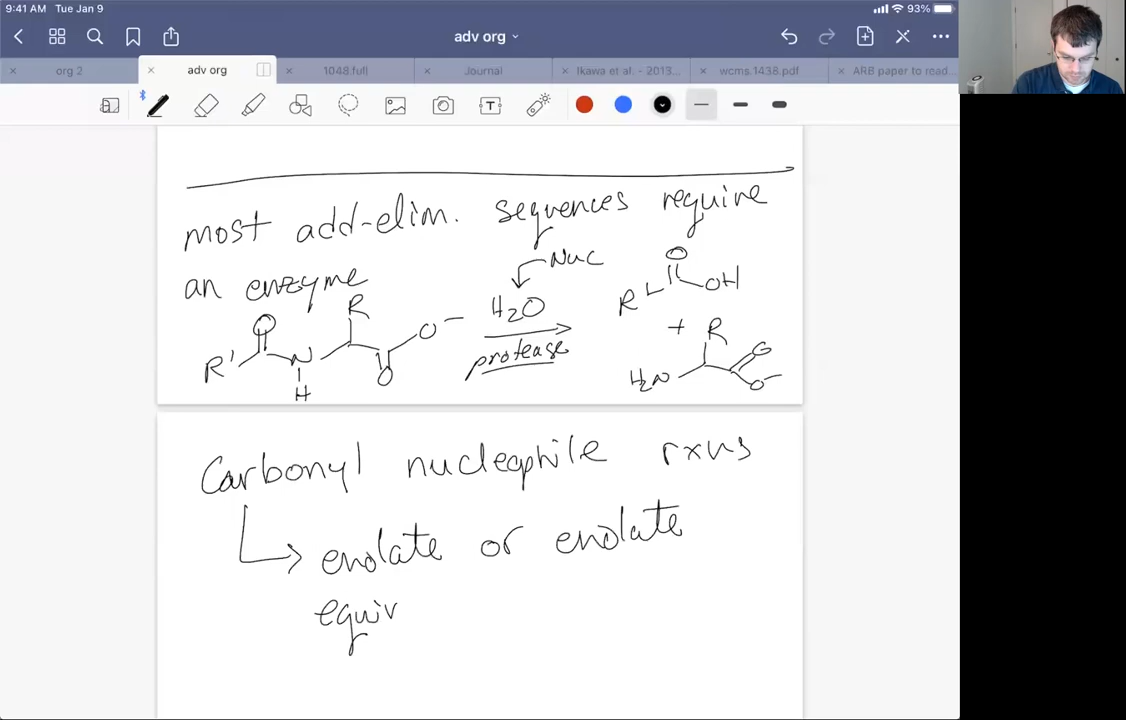 9:41 AM Tue Jan 9
93%
adv org
org 2
adv org
1048.full
Journal
Ikawa et al. - 2013...
wcms.1438.pdf
ARB paper to read...
T
most add-elim. sequences require
an enzyme
Nuc
R' O N H R O O⁻
H₂O
protease
R' O OH
+
H₂N R O O⁻
Carbonyl nucleophile rxns
enolate or enolate
equiv